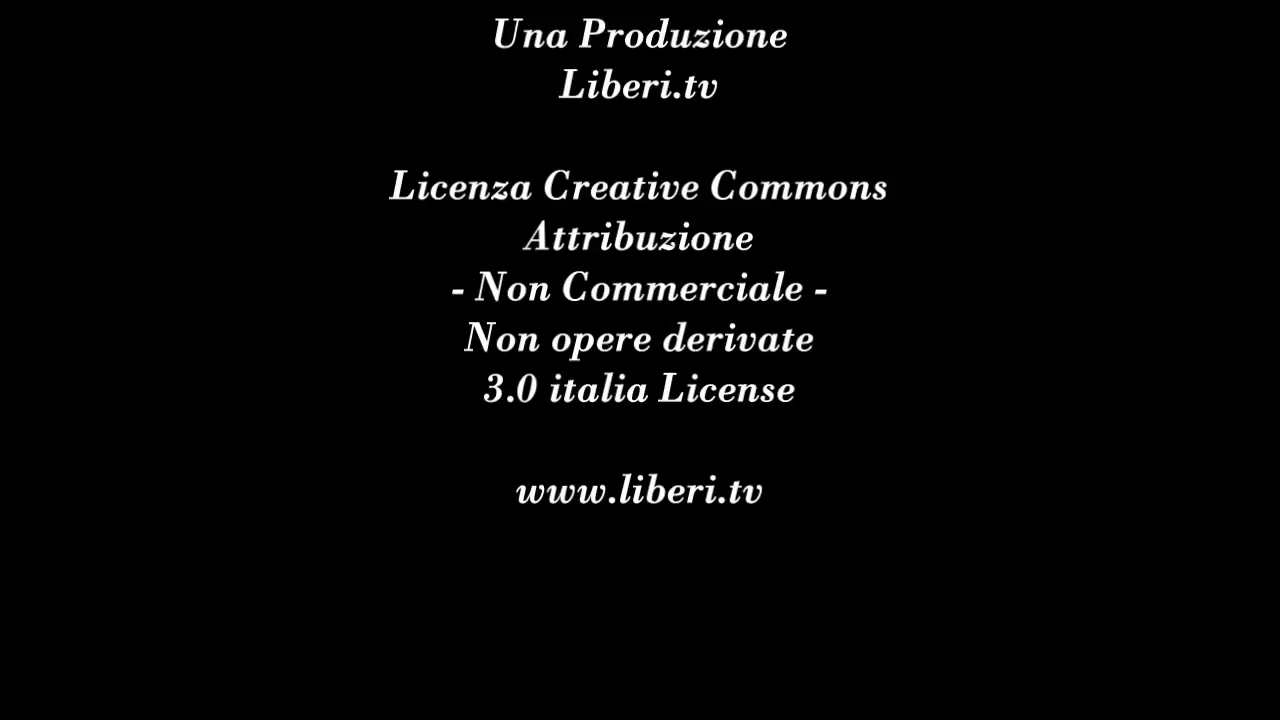 Una Produzione
Liberi.tv
Licenza Creative Commons
Attribuzione
- Non Commerciale -
Non opere derivate
3.0 italia License
www.liberi.tv